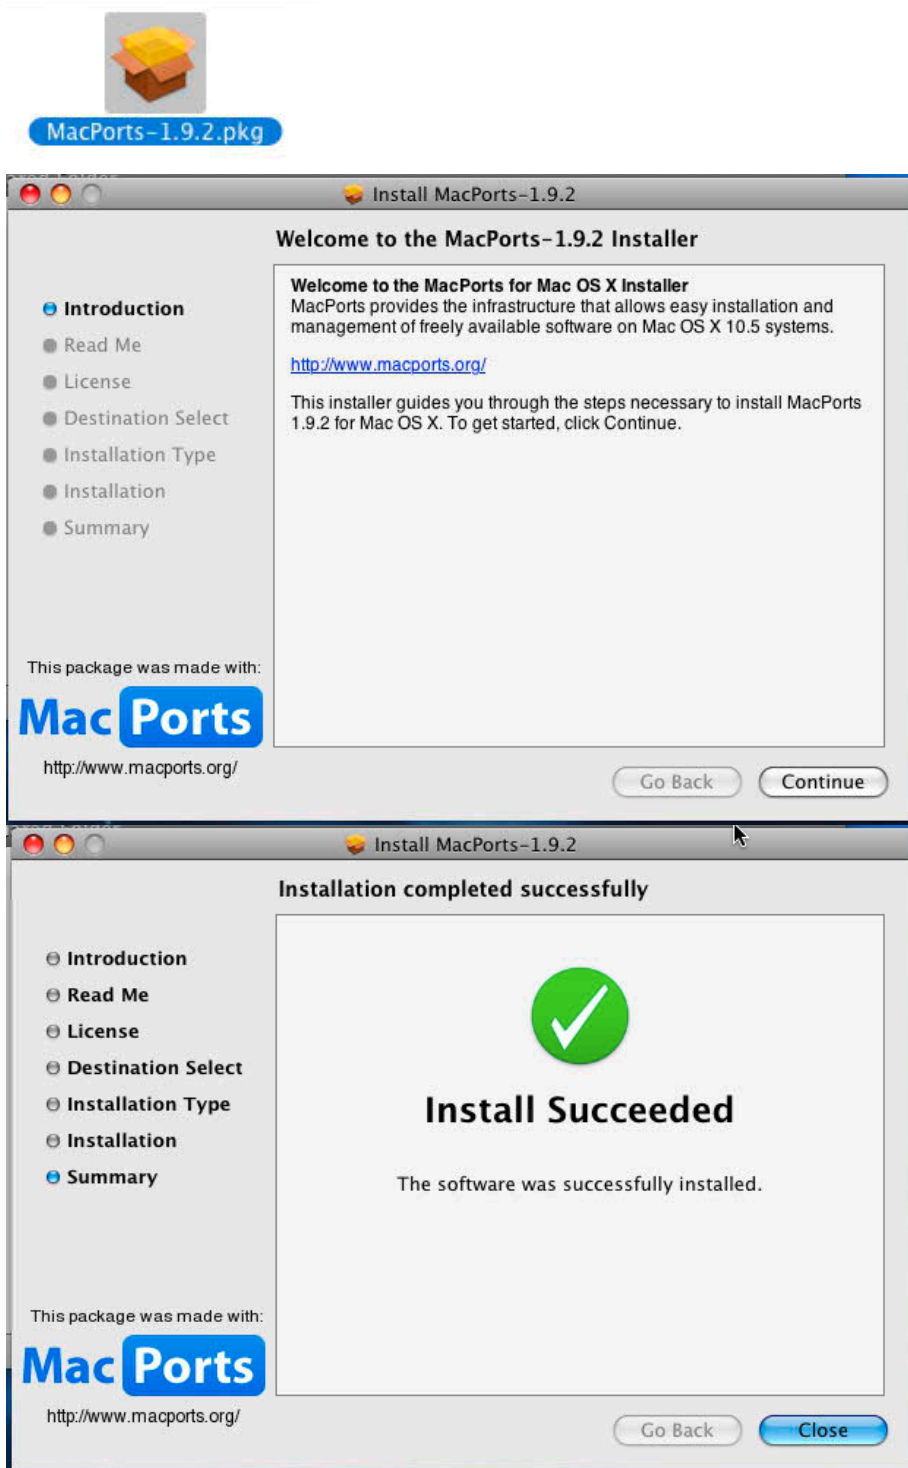 MacPorts-1.9.2.pkg
Install MacPorts-1.9.2
Welcome to the MacPorts-1.9.2 Installer
Introduction
Read Me
License
Destination Select
Installation Type
Installation
Summary
Welcome to the MacPorts for Mac OS X Installer
MacPorts provides the infrastructure that allows easy installation and
management of freely available software on Mac OS X 10.5 systems.
http://www.macports.org/
This installer guides you through the steps necessary to install MacPorts
1.9.2 for Mac OS X. To get started, click Continue.
This package was made with:
Mac Ports
http://www.macports.org/
Go Back
Continue
Install MacPorts-1.9.2
Installation completed successfully
Introduction
Read Me
License
Destination Select
Installation Type
Installation
Summary
Install Succeeded
The software was successfully installed.
This package was made with:
Mac Ports
http://www.macports.org/
Go Back
Close